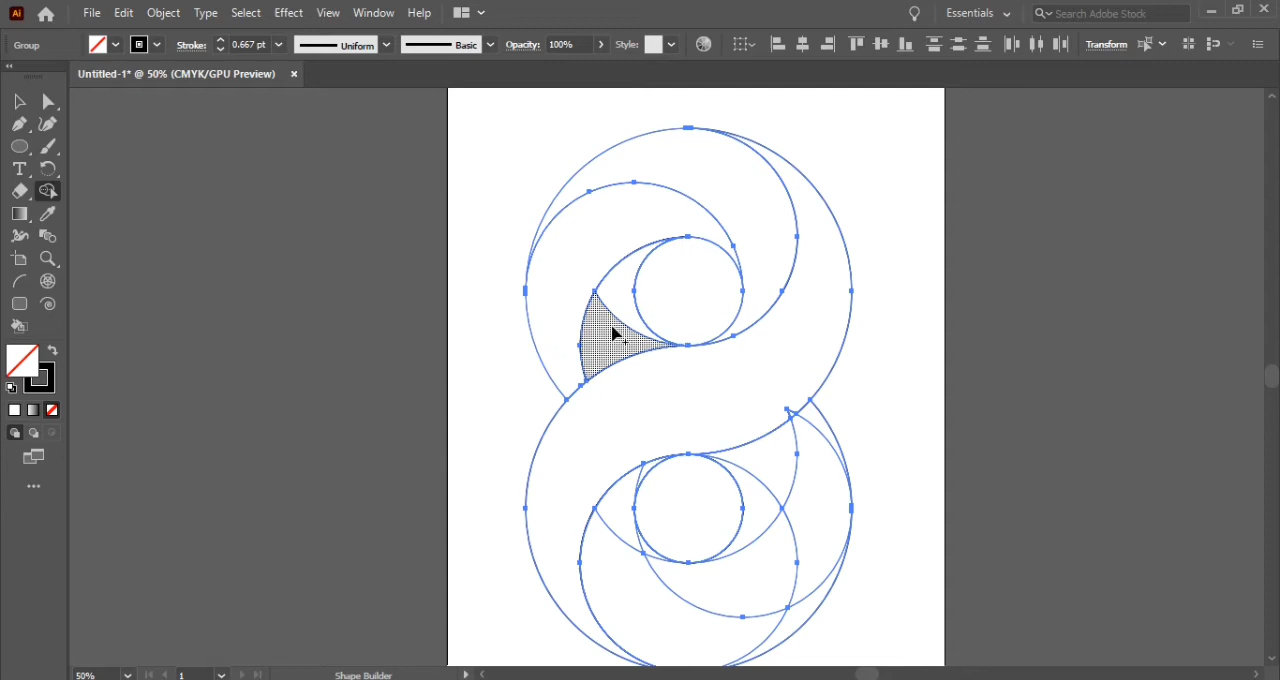 Ai File Edit Object Type Select Effect View Window Help Essentials Search Adobe Stock
Group Stroke: 0.667 pt Uniform Basic Opacity: 100% Style: Transform
Untitled-1* @ 50% (CMYK/GPU Preview) ×
T
50% 1 Shape Builder